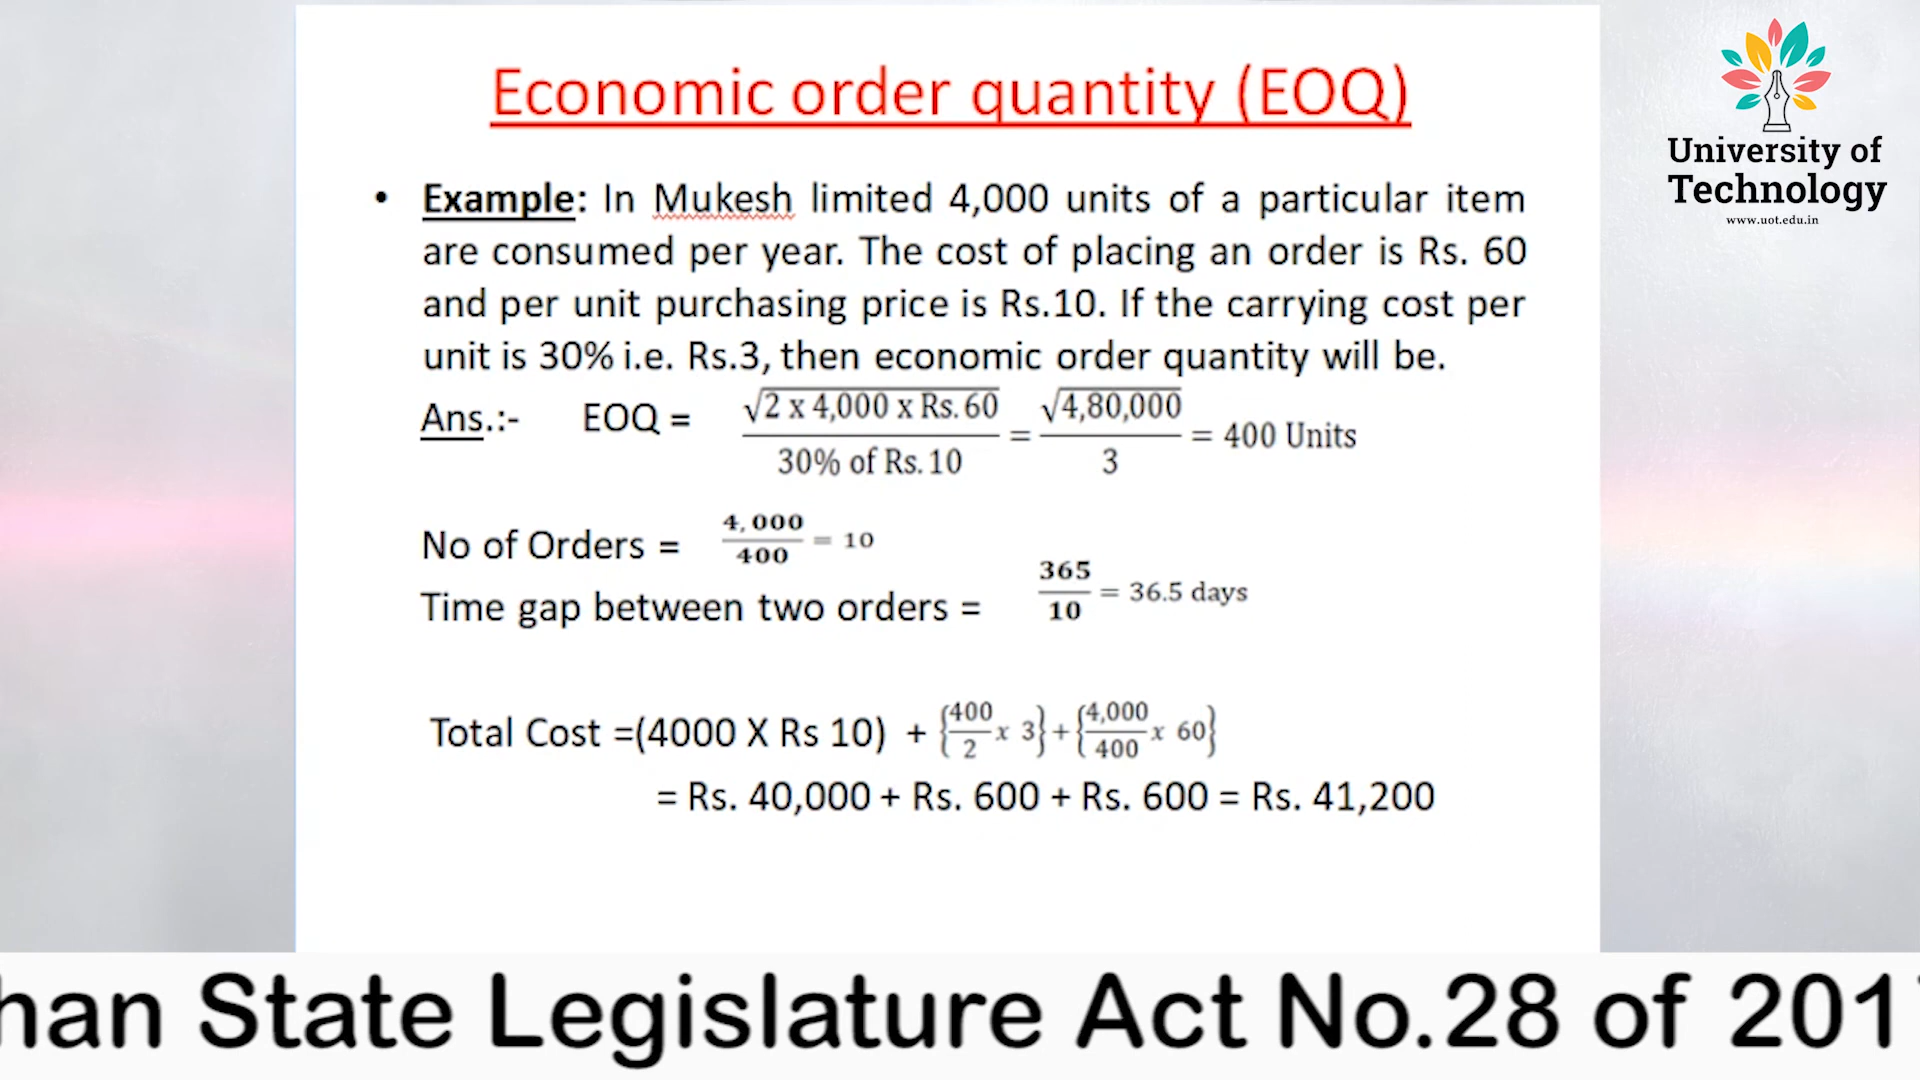 Economic order quantity (EOQ)
University of
Technology
www.uot.edu.in
• Example: In Mukesh limited 4,000 units of a particular item
are consumed per year. The cost of placing an order is Rs. 60
and per unit purchasing price is Rs.10. If the carrying cost per
unit is 30% i.e. Rs.3, then economic order quantity will be.
Ans.:- EOQ = √2 x 4,000 x Rs. 60 / 30% of Rs. 10 = √4,80,000 / 3 = 400 Units
No of Orders = 4,000 / 400 = 10
Time gap between two orders = 365 / 10 = 36.5 days
Total Cost =(4000 X Rs 10) + {400/2 x 3} + {4,000/400 x 60}
= Rs. 40,000 + Rs. 600 + Rs. 600 = Rs. 41,200
han State Legislature Act No.28 of 201